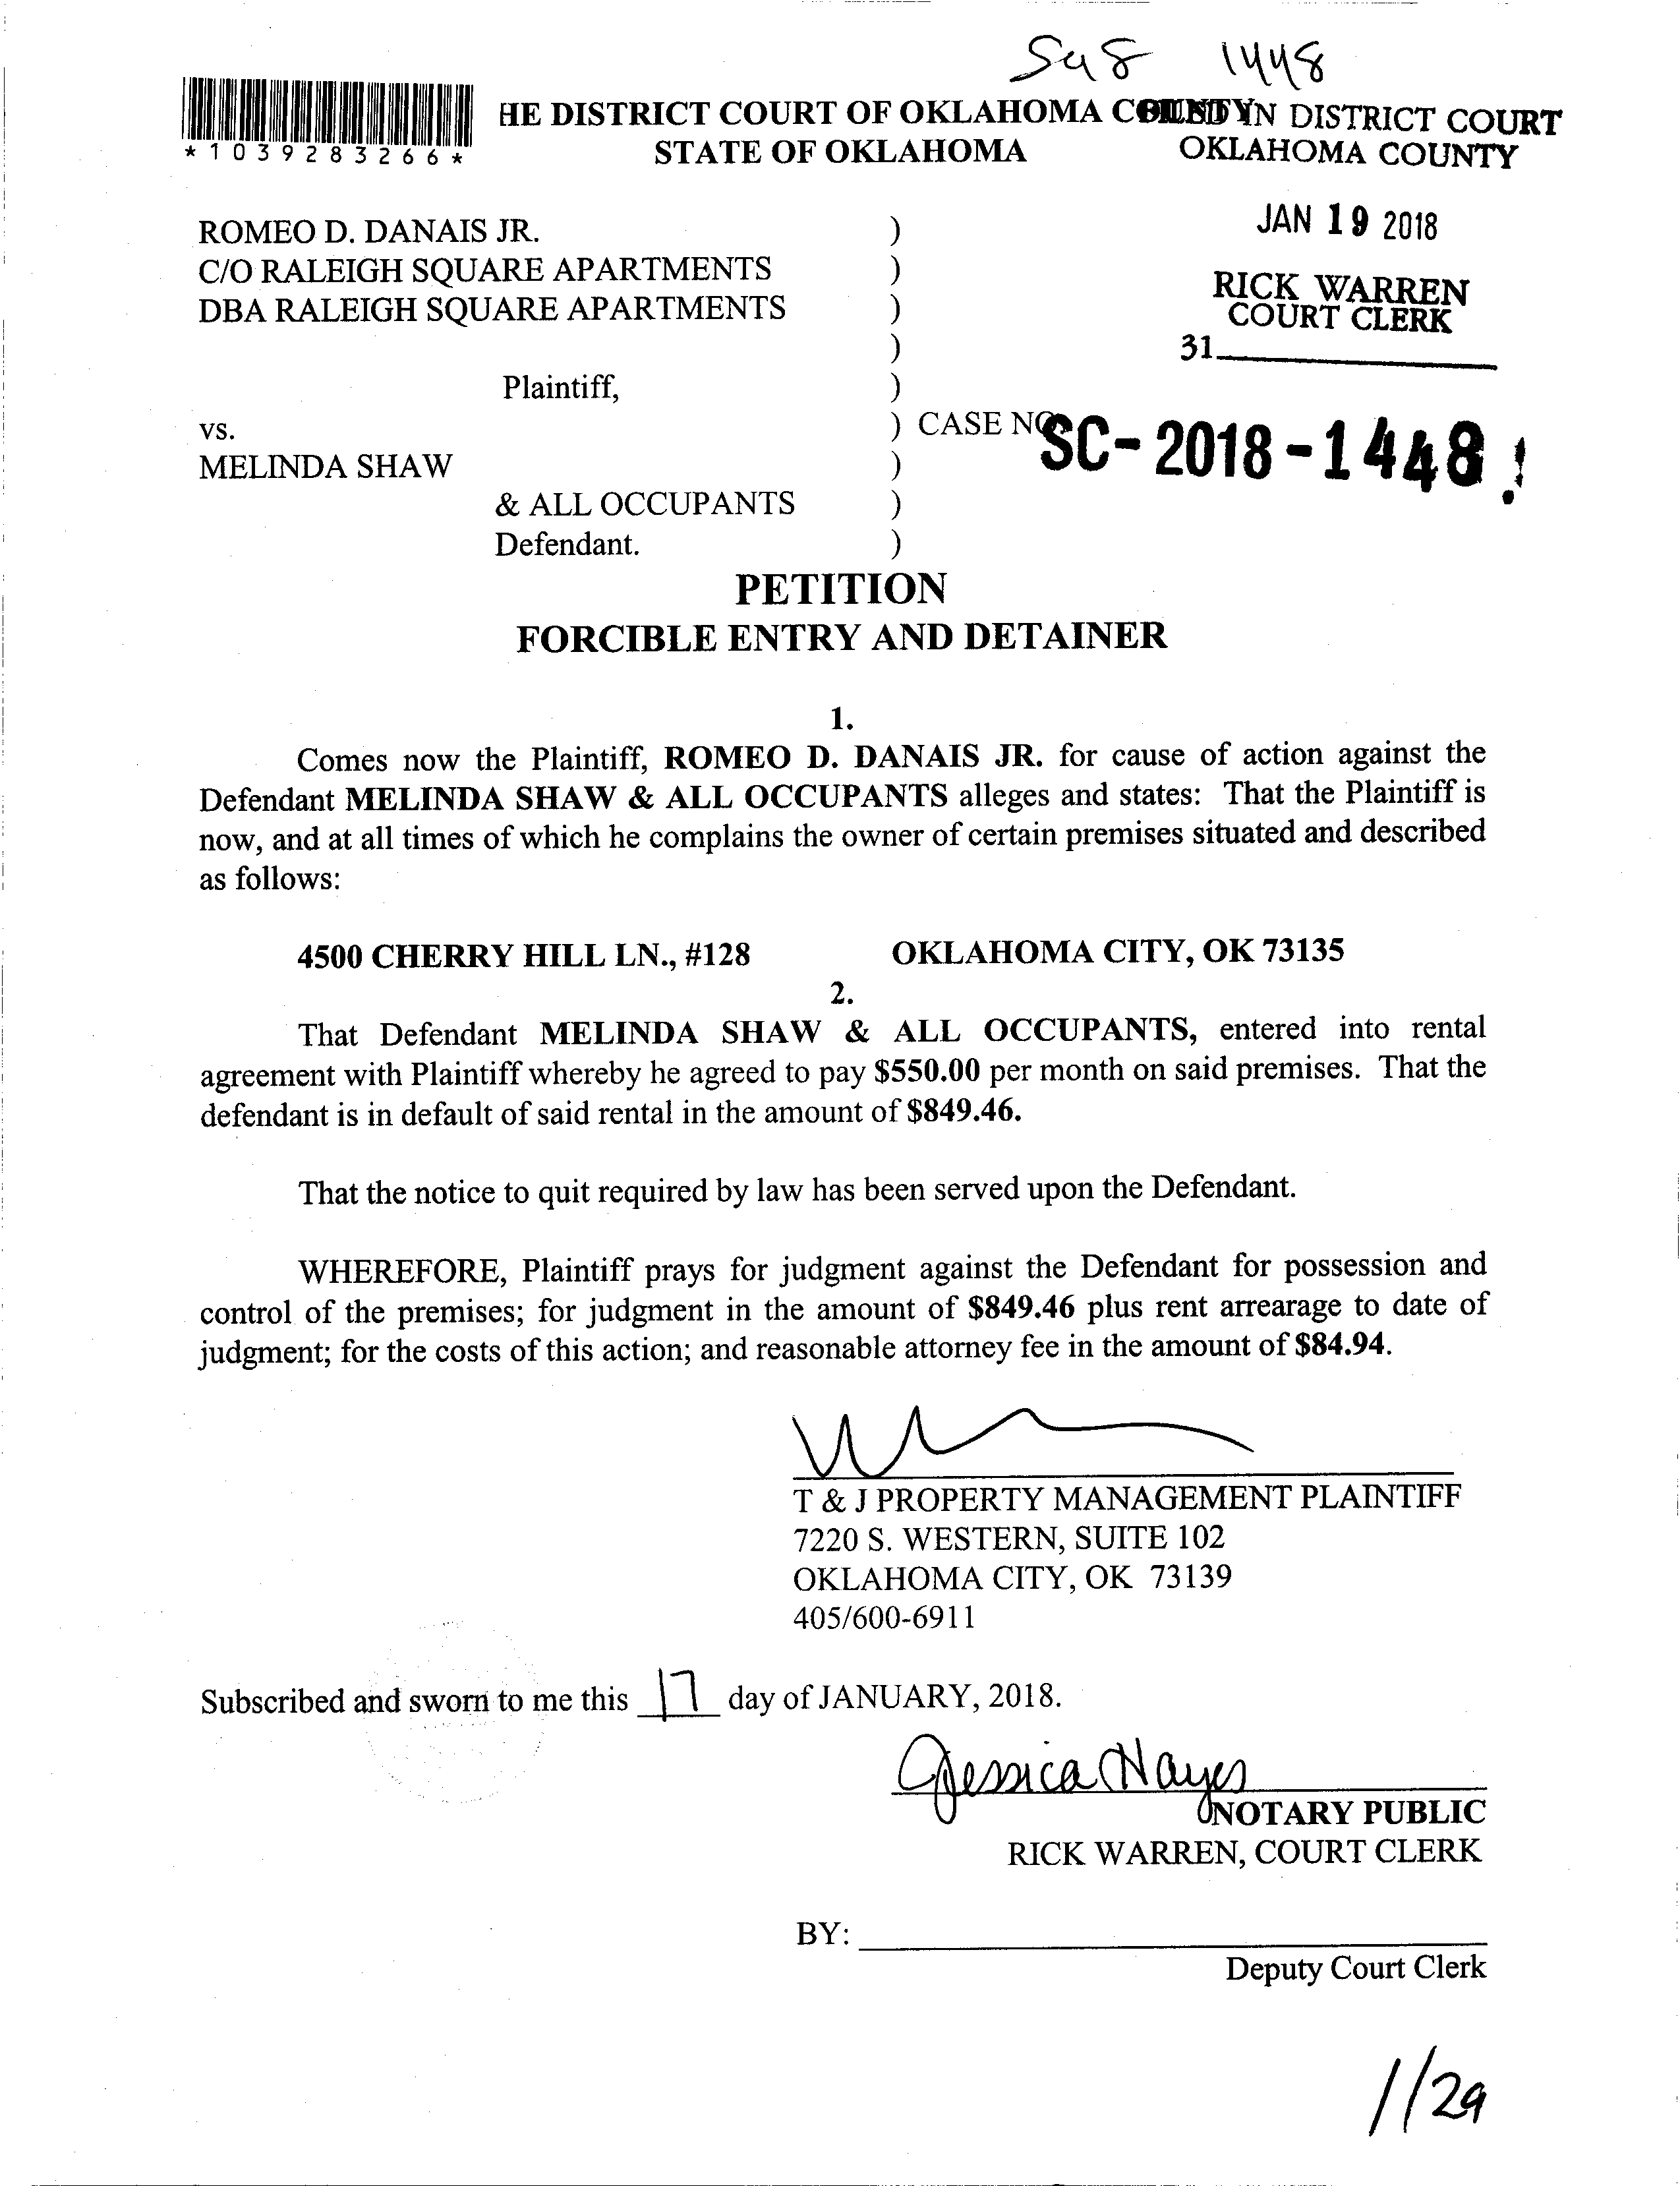 1448
HE DISTRICT COURT OF OKLAHOMA COUNTY
FILED IN DISTRICT COURT
*1039283266*
STATE OF OKLAHOMA
OKLAHOMA COUNTY
JAN 19 2018
ROMEO D. DANAIS JR. )
C/O RALEIGH SQUARE APARTMENTS )
DBA RALEIGH SQUARE APARTMENTS )
RICK WARREN
COURT CLERK
)
31
Plaintiff, )
vs. ) CASE NO. SC-2018-1448
MELINDA SHAW )
& ALL OCCUPANTS )
Defendant. )
PETITION
FORCIBLE ENTRY AND DETAINER
1.
Comes now the Plaintiff, ROMEO D. DANAIS JR. for cause of action against the
Defendant MELINDA SHAW & ALL OCCUPANTS alleges and states: That the Plaintiff is
now, and at all times of which he complains the owner of certain premises situated and described
as follows:
4500 CHERRY HILL LN., #128 OKLAHOMA CITY, OK 73135
2.
That Defendant MELINDA SHAW & ALL OCCUPANTS, entered into rental
agreement with Plaintiff whereby he agreed to pay $550.00 per month on said premises. That the
defendant is in default of said rental in the amount of $849.46.
That the notice to quit required by law has been served upon the Defendant.
WHEREFORE, Plaintiff prays for judgment against the Defendant for possession and
control of the premises; for judgment in the amount of $849.46 plus rent arrearage to date of
judgment; for the costs of this action; and reasonable attorney fee in the amount of $84.94.
T & J PROPERTY MANAGEMENT PLAINTIFF
7220 S. WESTERN, SUITE 102
OKLAHOMA CITY, OK 73139
405/600-6911
Subscribed and sworn to me this 17 day of JANUARY, 2018.
Jessica Hayes
NOTARY PUBLIC
RICK WARREN, COURT CLERK
BY:
Deputy Court Clerk
1/29